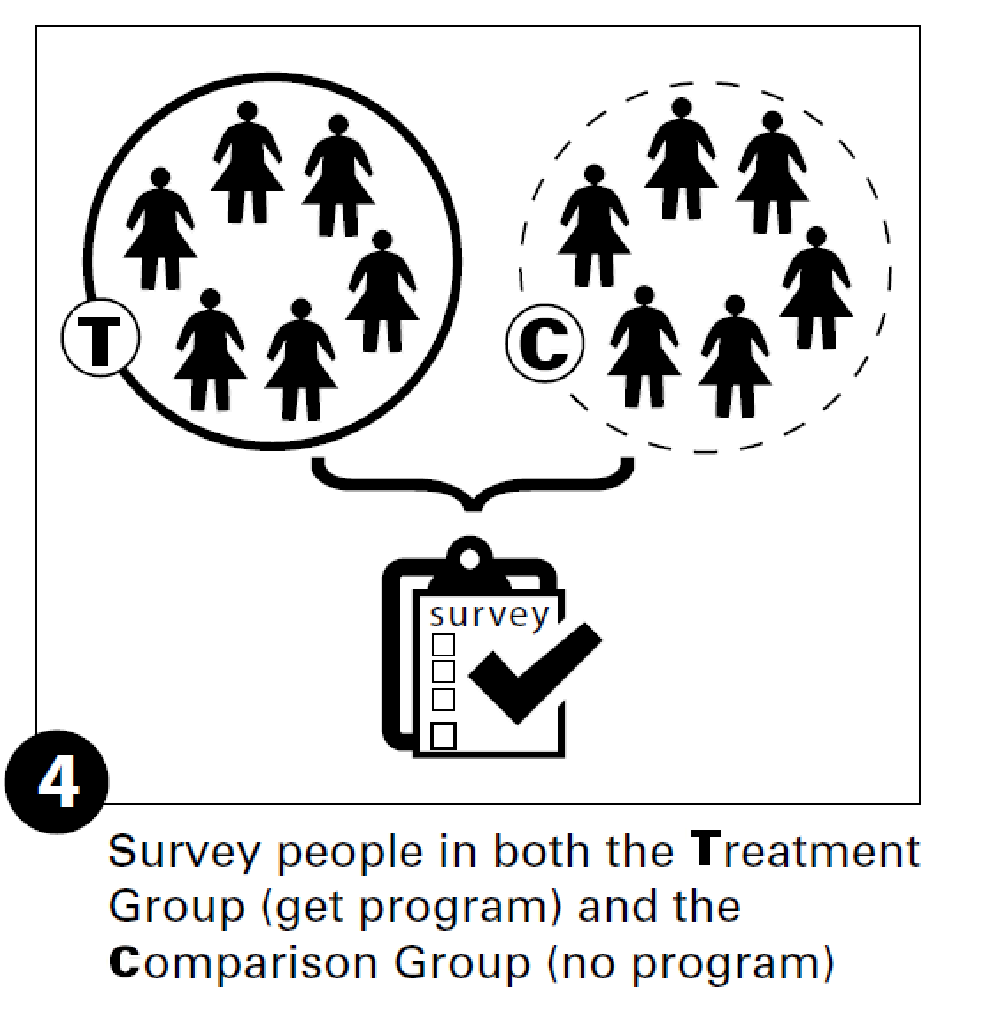 T
C
survey
4
Survey people in both the Treatment
Group (get program) and the
Comparison Group (no program)